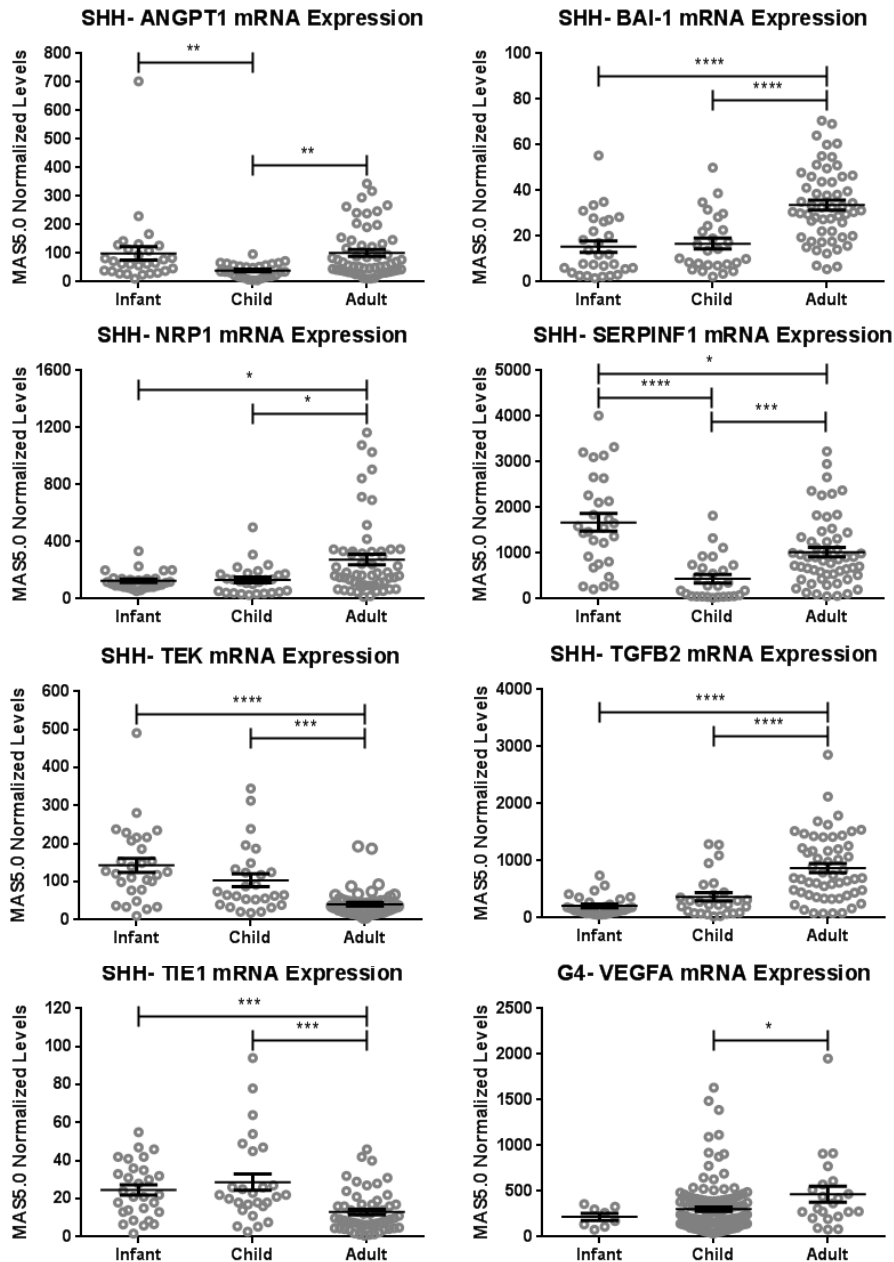 SHH- ANGPT1 mRNA Expression
MAS5.0 Normalized Levels
800
700
600
500
400
300
200
100
0
**
**
Infant Child Adult
SHH- BAI-1 mRNA Expression
MAS5.0 Normalized Levels
100
80
60
40
20
0
****
****
Infant Child Adult
SHH- NRP1 mRNA Expression
MAS5.0 Normalized Levels
1600
1200
800
400
0
*
*
Infant Child Adult
SHH- SERPINF1 mRNA Expression
MAS5.0 Normalized Levels
5000
4000
3000
2000
1000
0
*
****
***
Infant Child Adult
SHH- TEK mRNA Expression
MAS5.0 Normalized Levels
600
500
400
300
200
100
0
****
***
Infant Child Adult
SHH- TGFB2 mRNA Expression
MAS5.0 Normalized Levels
4000
3000
2000
1000
0
****
****
Infant Child Adult
SHH- TIE1 mRNA Expression
MAS5.0 Normalized Levels
120
100
80
60
40
20
0
***
***
Infant Child Adult
G4- VEGFA mRNA Expression
MAS5.0 Normalized Levels
2500
2000
1500
1000
500
0
*
Infant Child Adult